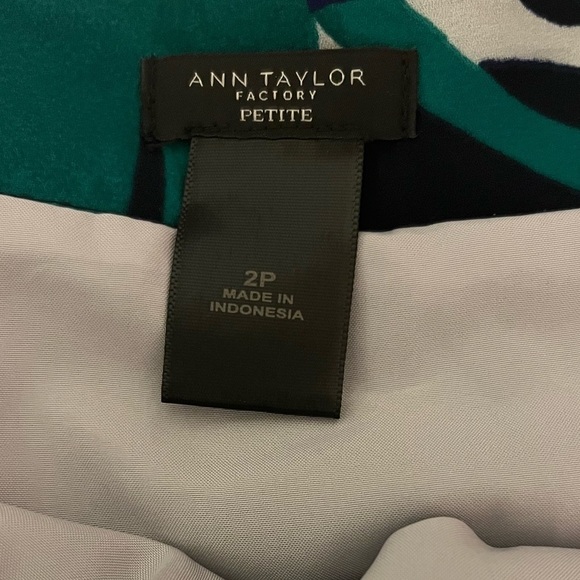 ANN TAYLOR
FACTORY
PETITE
2P
MADE IN
INDONESIA